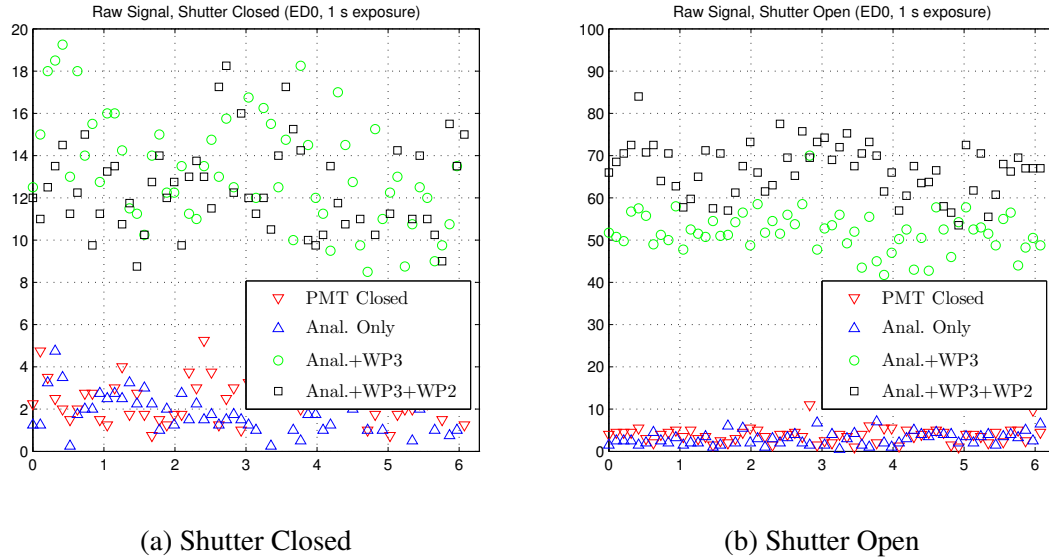 Raw Signal, Shutter Closed (ED0, 1 s exposure)
20
18
16
14
12
10
8
6
4
2
0
0 1 2 3 4 5 6
PMT Closed
Anal. Only
Anal.+WP3
Anal.+WP3+WP2
(a) Shutter Closed
Raw Signal, Shutter Open (ED0, 1 s exposure)
100
90
80
70
60
50
40
30
20
10
0
0 1 2 3 4 5 6
PMT Closed
Anal. Only
Anal.+WP3
Anal.+WP3+WP2
(b) Shutter Open